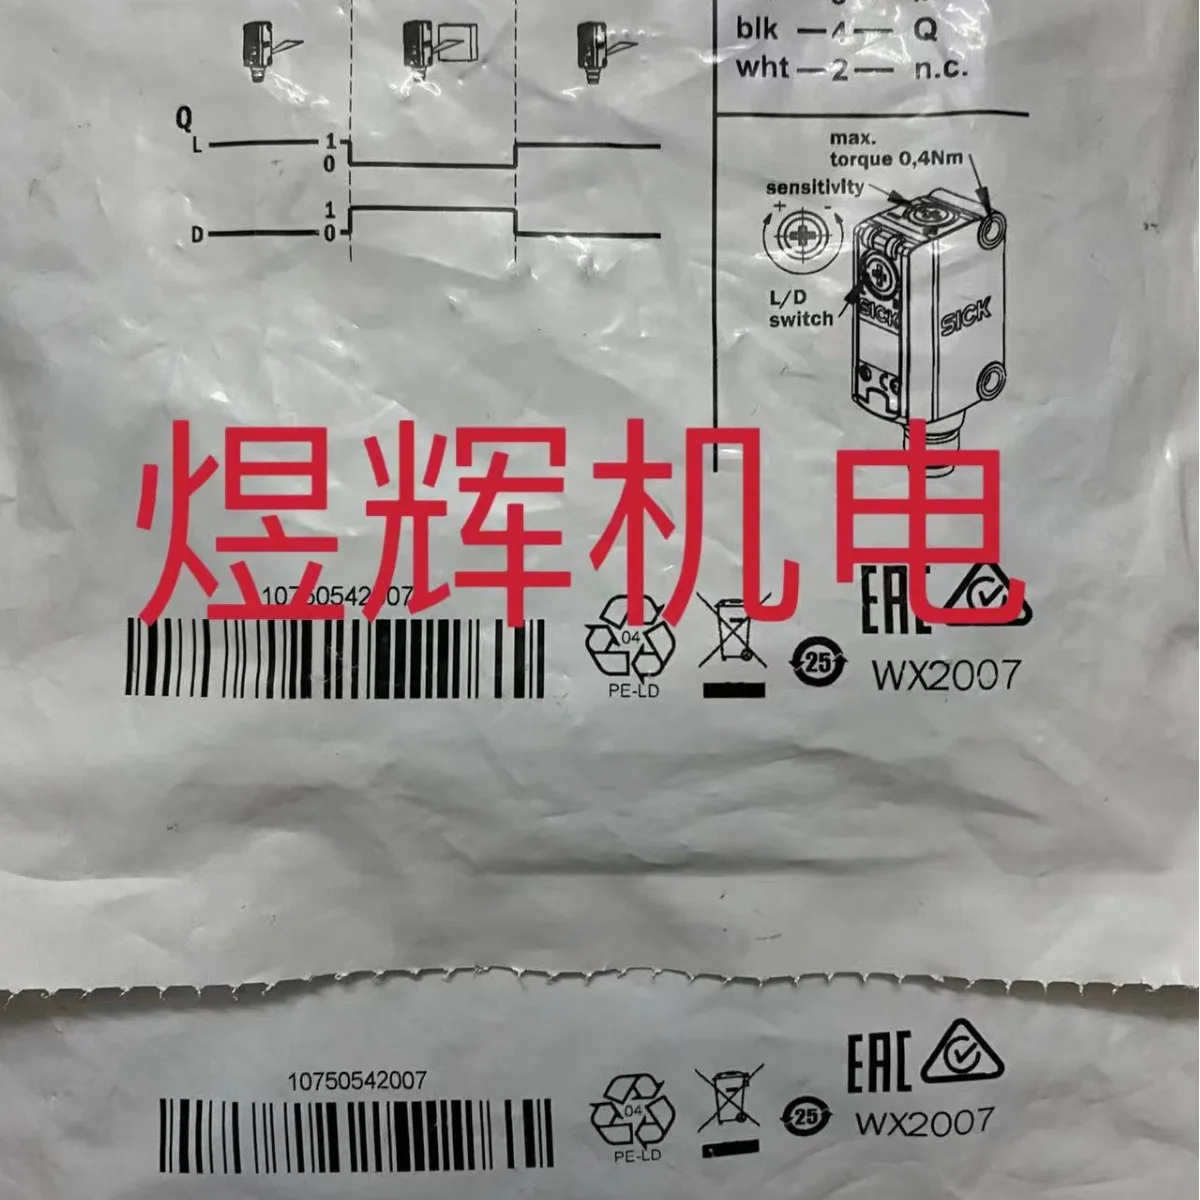 blk 4 Q
wht 2 n.c.
Q
L 1
0
1
D 0
max.
torque 0,4Nm
sensitivity
+ -
L/D
switch
SICK
SICK
煜辉机电
10750542007
04
PE-LD
25
EAC
WX2007
10750542007
04
PE-LD
25
EAC
WX2007